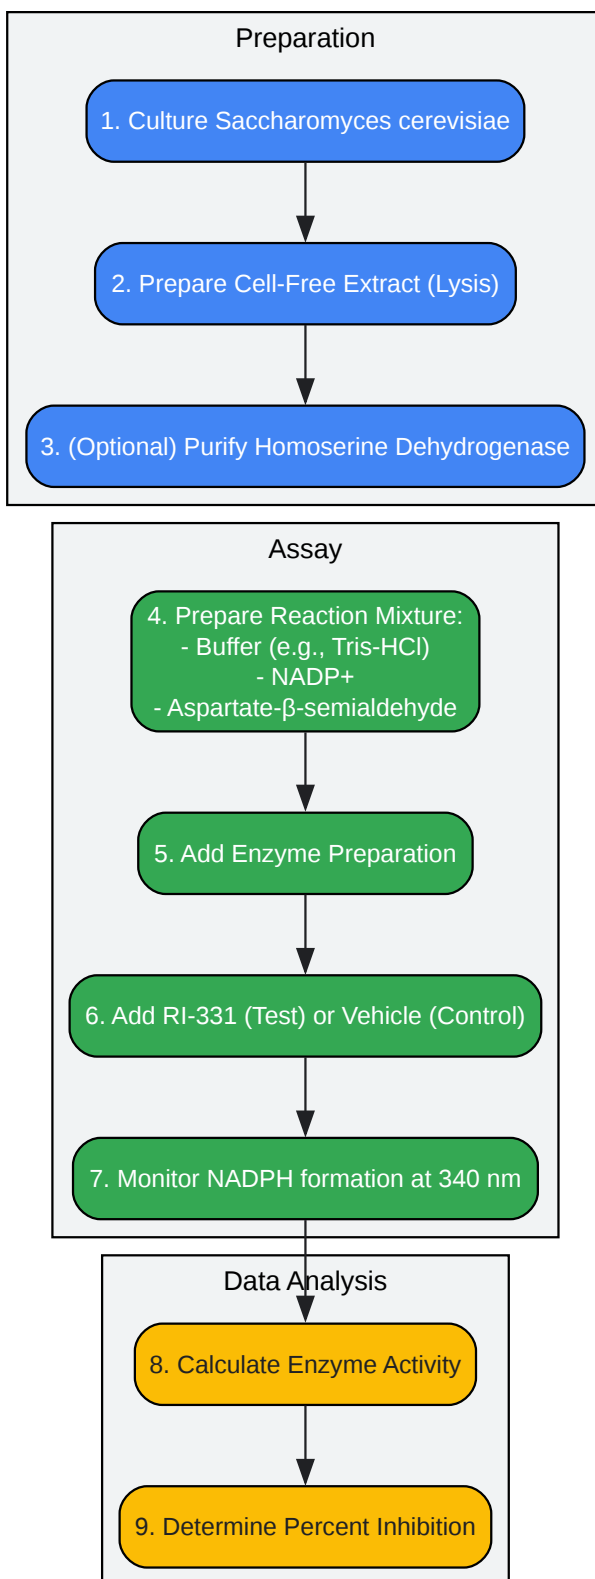 Preparation
1. Culture Saccharomyces cerevisiae
2. Prepare Cell-Free Extract (Lysis)
3. (Optional) Purify Homoserine Dehydrogenase
Assay
4. Prepare Reaction Mixture:
- Buffer (e.g., Tris-HCl)
- NADP+
- Aspartate-β-semialdehyde
5. Add Enzyme Preparation
6. Add RI-331 (Test) or Vehicle (Control)
7. Monitor NADPH formation at 340 nm
Data Analysis
8. Calculate Enzyme Activity
9. Determine Percent Inhibition